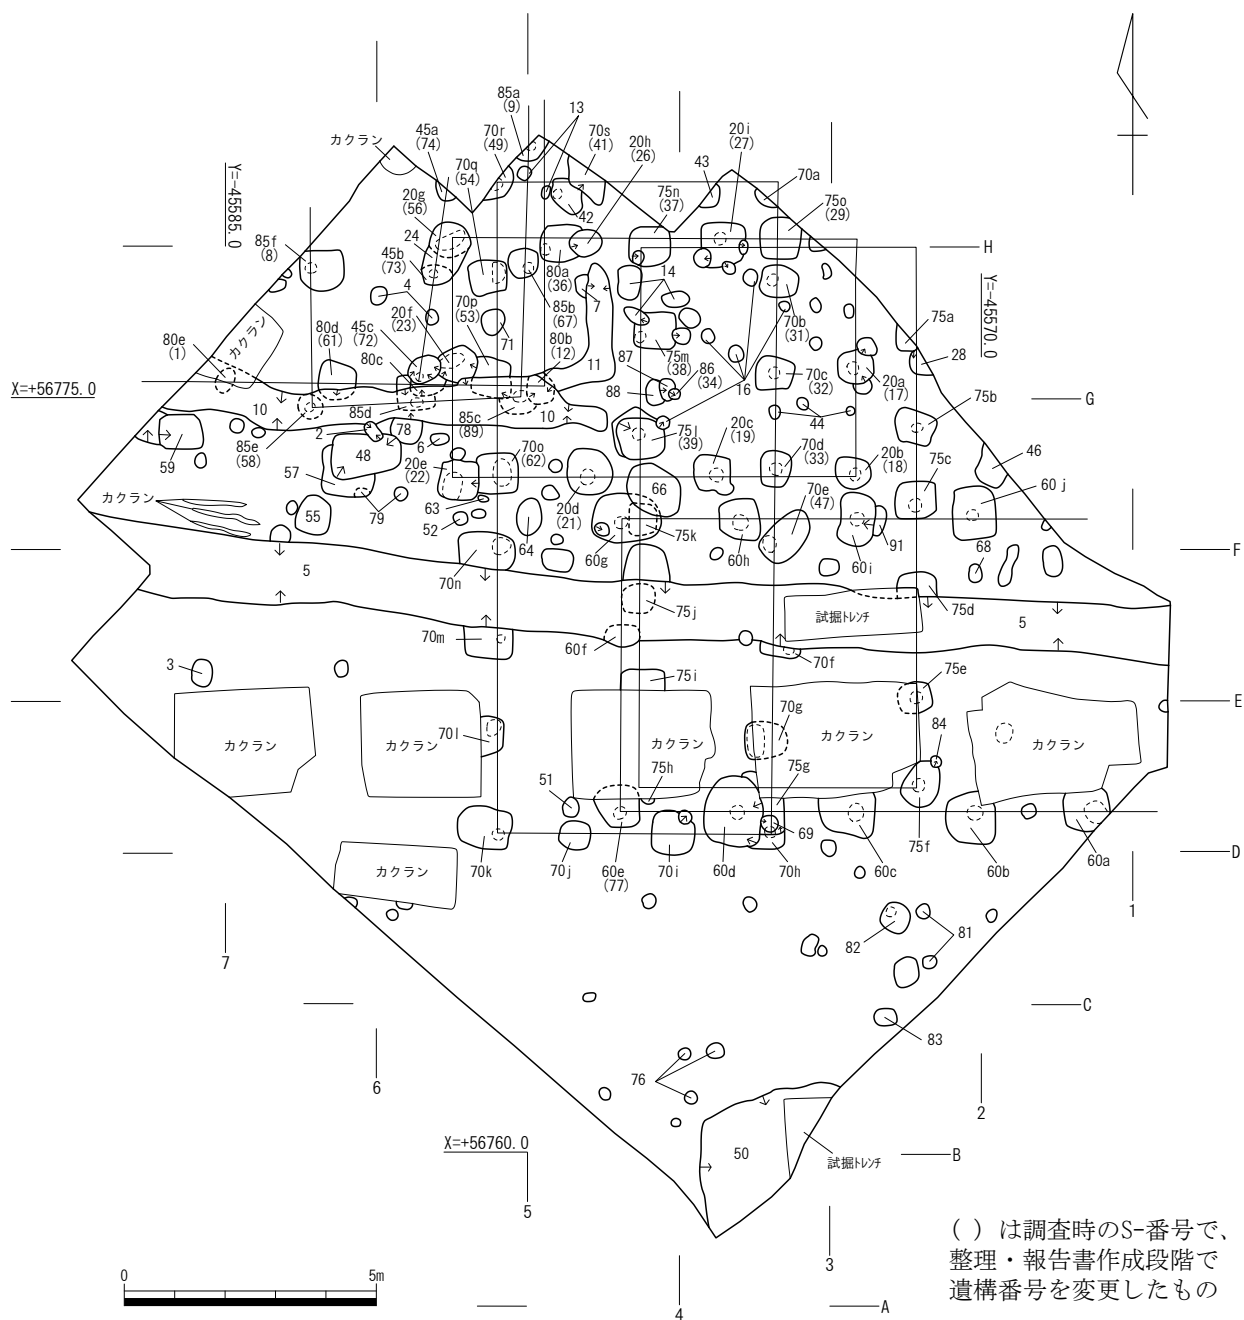 カクラン
45a
(74)
85a
(9)
70r
(49)
13
70s
(41)
20h
(26)
20i
(27)
43
70a
70q
(54)
Y=-45585.0
20g
(56)
24
75n
(37)
75o
(29)
42
H
85f
(8)
45b
(73)
80a
(36)
14
Y=-45570.0
4
85b
(67)
7
20f
(23)
70p
(53)
70b
(31)
75a
カクラン
80e
(1)
80d
(61)
45c
(72)
71
80b
(12)
11
87
75m
(38)
86
(34)
28
80c
88
16
70c
(32)
20a
(17)
X=+56775.0
G
10
85d
10
44
75b
2
78
6
85c
(89)
75l
(39)
20c
(19)
70d
(33)
59
85e
(58)
48
70o
(62)
20b
(18)
46
57
20e
(22)
66
75c
60j
カクラン
79
63
70e
(47)
55
52
64
20d
(21)
60g
75k
60h
60i
91
68
F
70n
5
75j
試掘トレンチ
75d
5
70m
60f
70f
3
75i
75e
E
カクラン
カクラン
70l
カクラン
70g
カクラン
84
カクラン
51
75h
75g
69
カクラン
70k
70j
60e
(77)
70i
60d
70h
60c
75f
60b
60a
D
1
7
82
81
C
83
6
76
2
X=+56760.0
50
試掘トレンチ
B
5
3
( ) は調査時のS-番号で、
整理・報告書作成段階で
遺構番号を変更したもの
0
5m
4
A